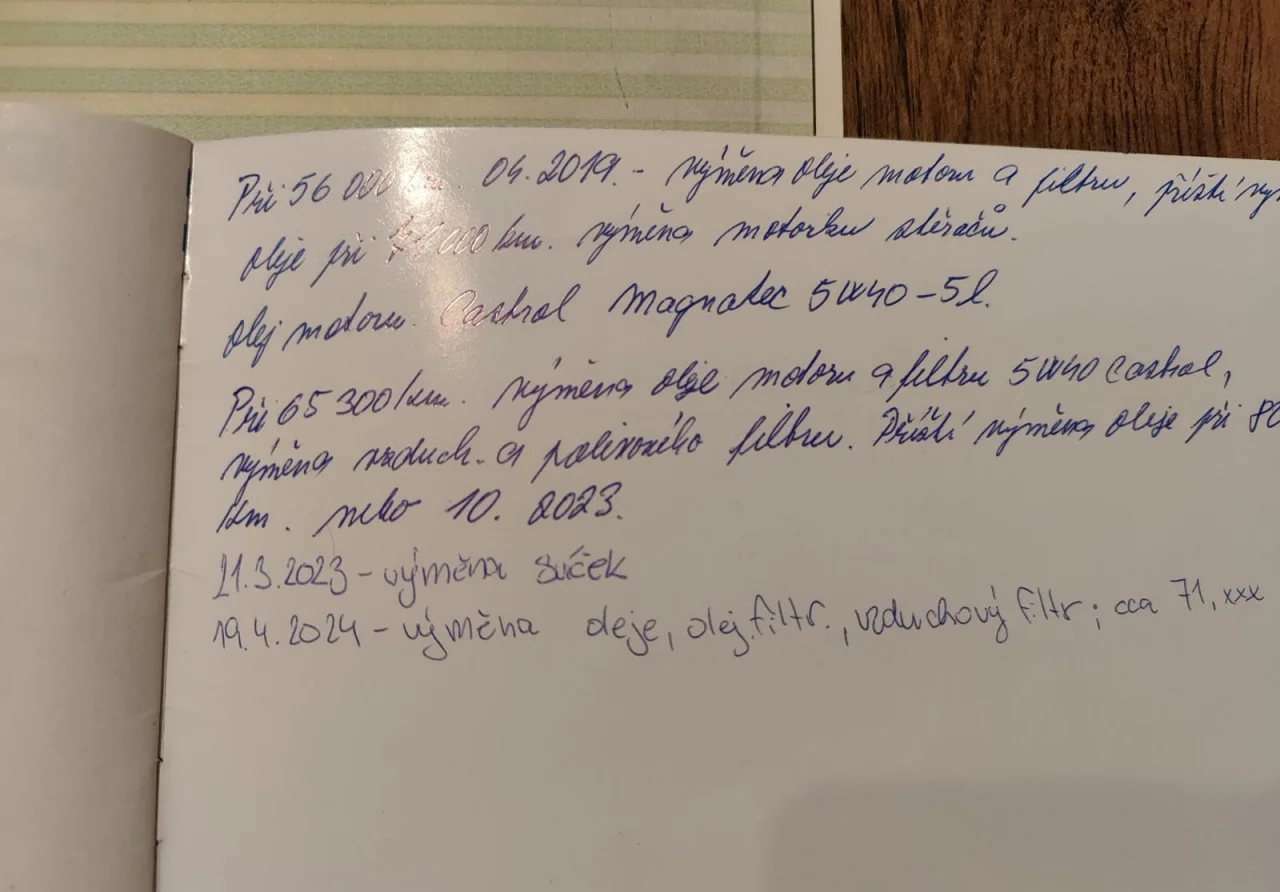 Při 56 000 km. 04.2019.- výměna oleje motoru a filtru, příští vým
oleje při 000 km. výměna motorku stěračů.
olej motoru. Castrol Magnatec 5W40-5l.
Při 65 300 km. výměna oleje motoru a filtru 5W40 Castrol,
výměna vzduch. a palivového filtru. Příští výměna oleje při 80
km. nebo 10. 2023.
21.3.2023 - výměna svíček
19.4.2024 - výměna oleje, olej.filtr., vzduchový filtr; cca 71,xxx